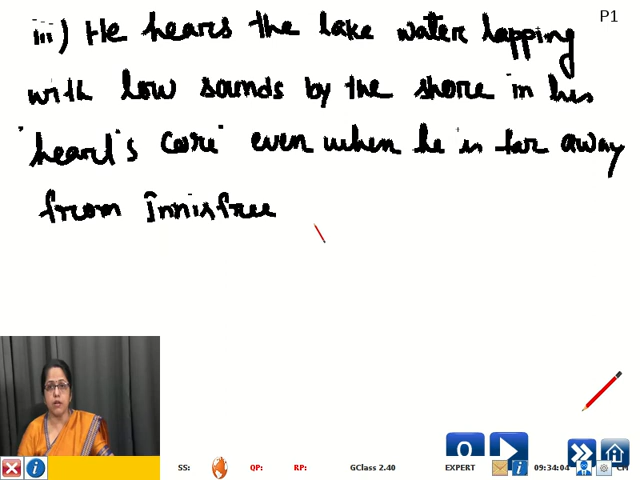 P1
iii) He hears the lake water lapping
with low sounds by the shore in his
'heart's core' even when he is far away
from Innisfree
Q
SS: QP: RP: GClass 2.40 EXPERT 09:34:04 CH